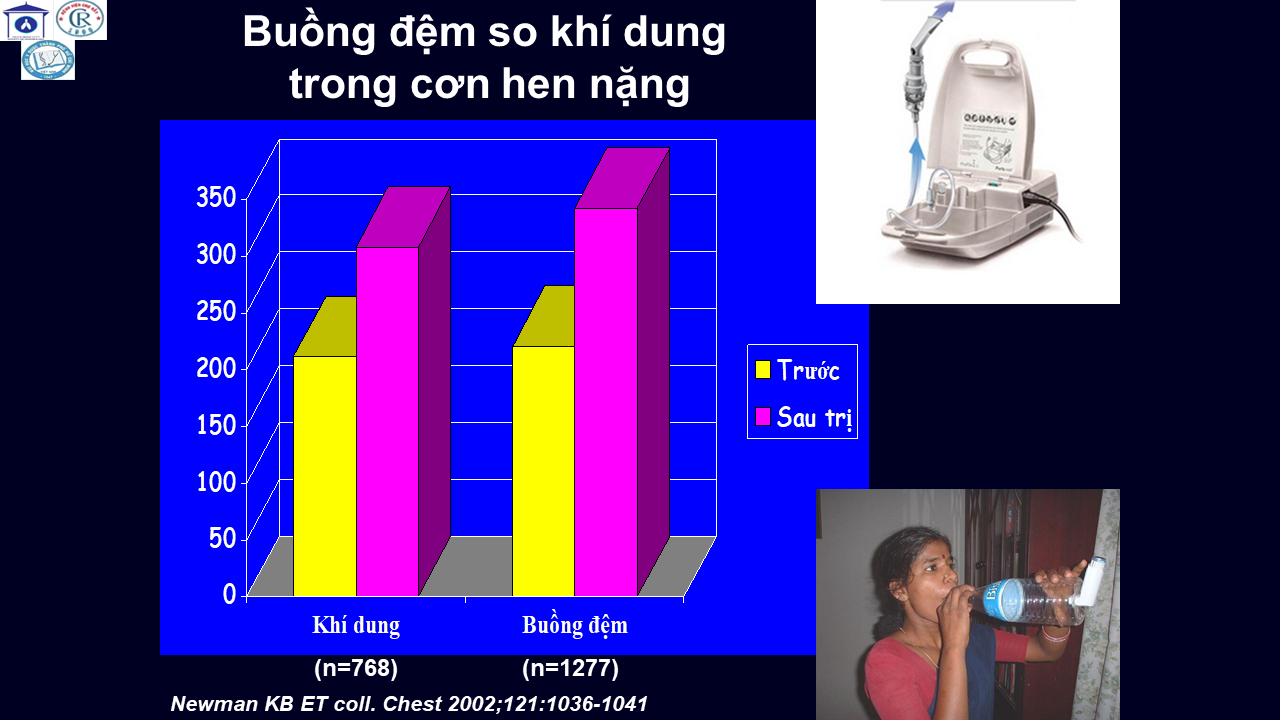 Buồng đệm so khí dung
trong cơn hen nặng
350
300
250
200
150
100
50
0
Khí dung
Buồng đệm
(n=768)
(n=1277)
Trước
Sau trị
Newman KB ET coll. Chest 2002;121:1036-1041